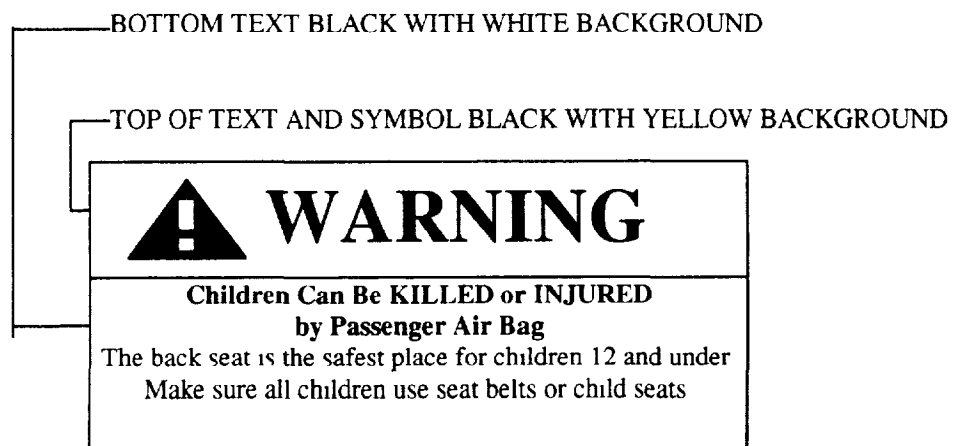 BOTTOM TEXT BLACK WITH WHITE BACKGROUND
TOP OF TEXT AND SYMBOL BLACK WITH YELLOW BACKGROUND
WARNING
Children Can Be KILLED or INJURED
by Passenger Air Bag
The back seat is the safest place for children 12 and under
Make sure all children use seat belts or child seats